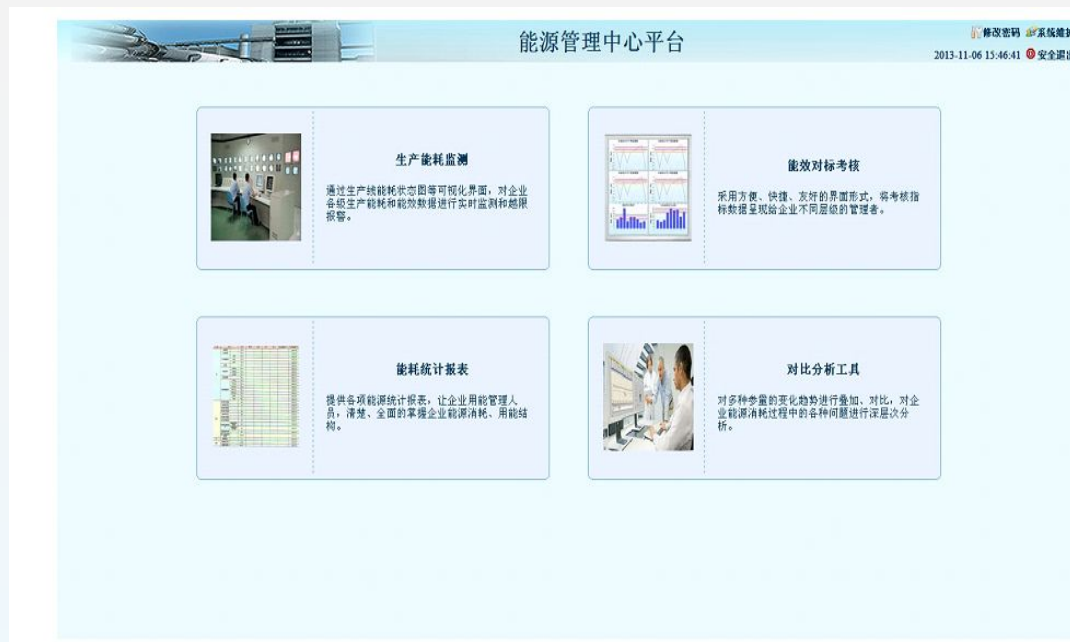 能源管理中心平台
修改密码 系统维护
2013-11-06 15:46:41 安全退出
生产能耗监测
通过生产线能耗状态图等可视化界面，对企业
各级生产能耗和能效数据进行实时监测和越限
报警。
能效对标考核
采用方便、快捷、友好的界面形式，将考核指
标数据呈现给企业不同层级的管理者。
能耗统计报表
提供各项能源统计报表，让企业用能管理人
员，清楚、全面的掌握企业能源消耗、用能结
构。
对比分析工具
对多种参量的变化趋势进行叠加、对比，对企
业能源消耗过程中的各种问题进行深层次分
析。